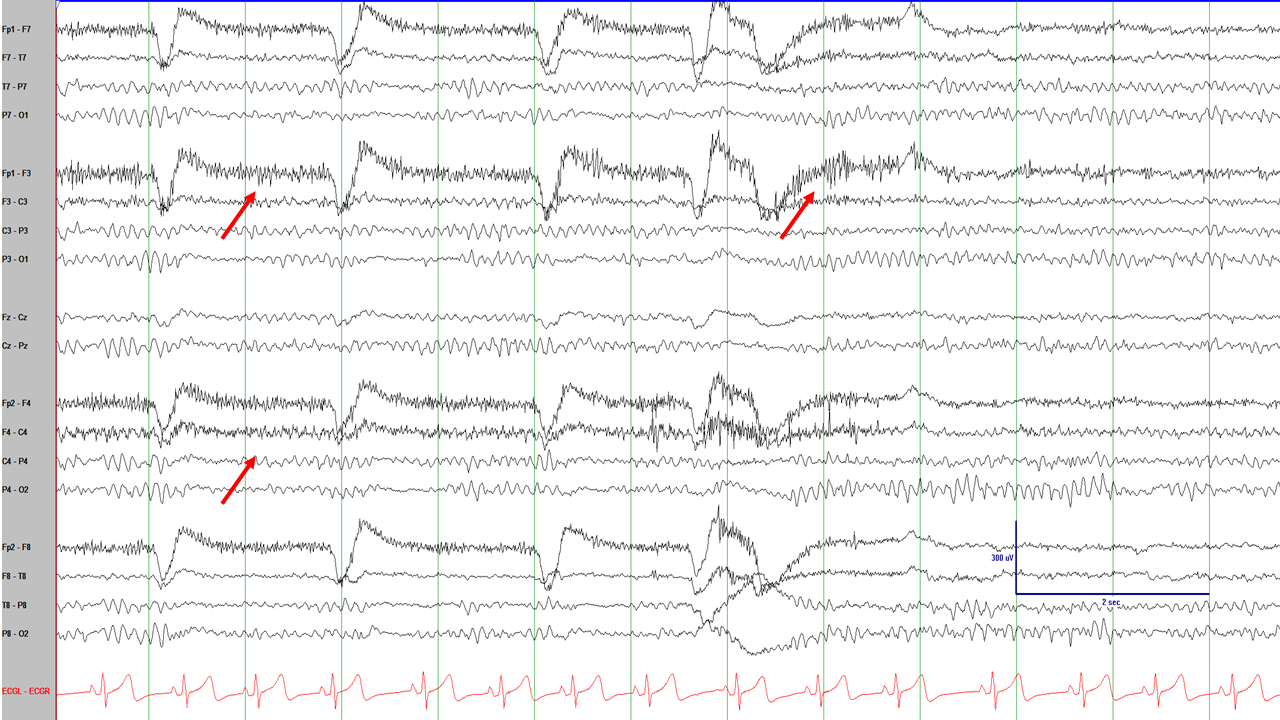 Fp1 - F7
F7 - T7
T7 - P7
P7 - O1
Fp1 - F3
F3 - C3
C3 - P3
P3 - O1
Fz - Cz
Cz - Pz
Fp2 - F4
F4 - C4
C4 - P4
P4 - O2
Fp2 - F8
300 uV
F8 - T8
2 sec
T8 - P8
P8 - O2
ECGL - ECGR